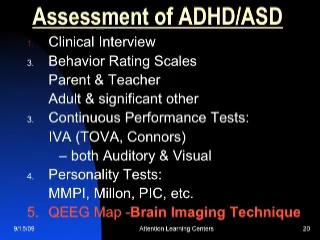 Assessment of ADHD/ASD
1. Clinical Interview
3. Behavior Rating Scales
Parent & Teacher
Adult & significant other
3. Continuous Performance Tests:
IVA (TOVA, Connors)
– both Auditory & Visual
4. Personality Tests:
MMPI, Millon, PIC, etc.
5. QEEG Map -Brain Imaging Technique
9/15/09 Attention Learning Centers 20